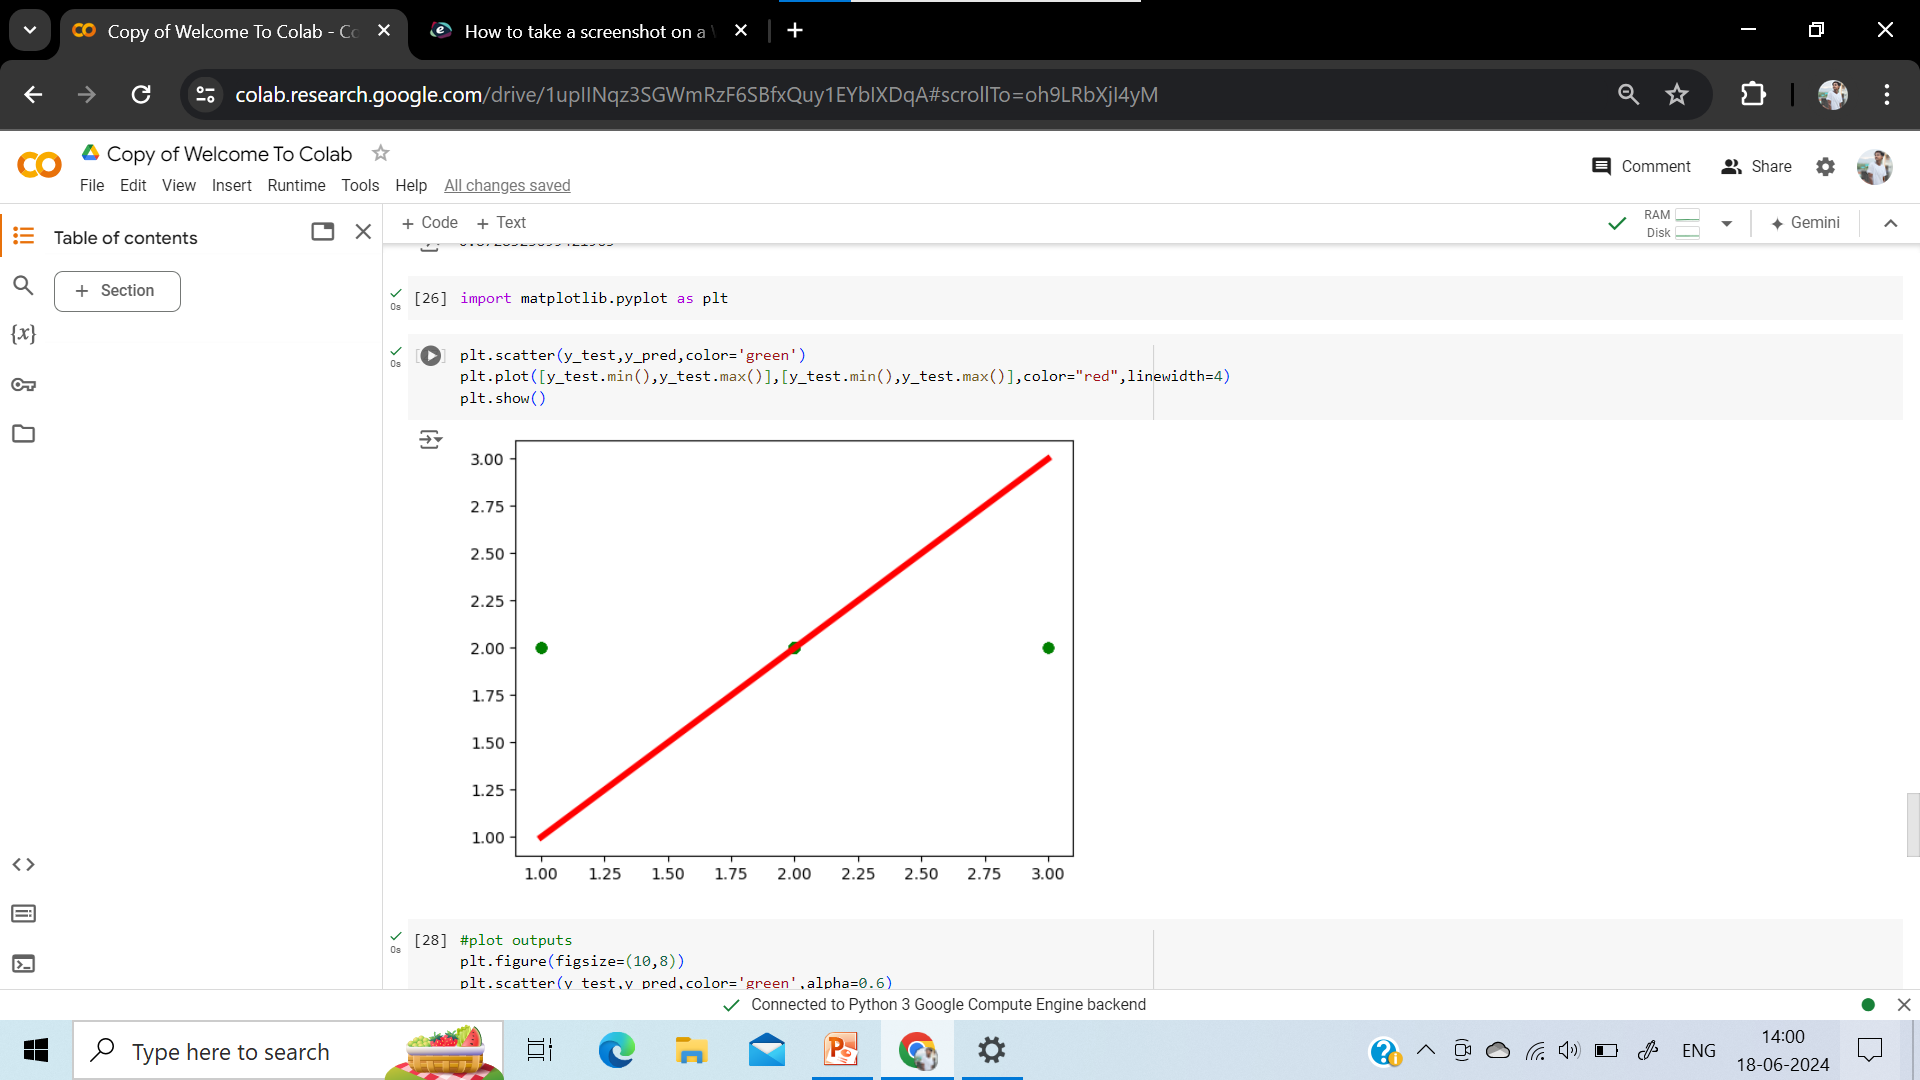 Copy of Welcome To Colab - Co
How to take a screenshot on a
colab.research.google.com/drive/1upIINqz3SGWmRzF6SBfxQuy1EYbIXDqA#scrollTo=oh9LRbXjI4yM
Copy of Welcome To Colab
File Edit View Insert Runtime Tools Help All changes saved
Comment Share
Table of contents
+ Section
+ Code + Text
RAM
Disk
Gemini
0s
[26] import matplotlib.pyplot as plt
0s
plt.scatter(y_test,y_pred,color='green')
plt.plot([y_test.min(),y_test.max()],[y_test.min(),y_test.max()],color="red",linewidth=4)
plt.show()
3.00
2.75
2.50
2.25
2.00
1.75
1.50
1.25
1.00
1.00 1.25 1.50 1.75 2.00 2.25 2.50 2.75 3.00
0s
[28] #plot outputs
plt.figure(figsize=(10,8))
plt.scatter(y_test,y_pred,color='green',alpha=0.6)
Connected to Python 3 Google Compute Engine backend
Type here to search
ENG
14:00
18-06-2024